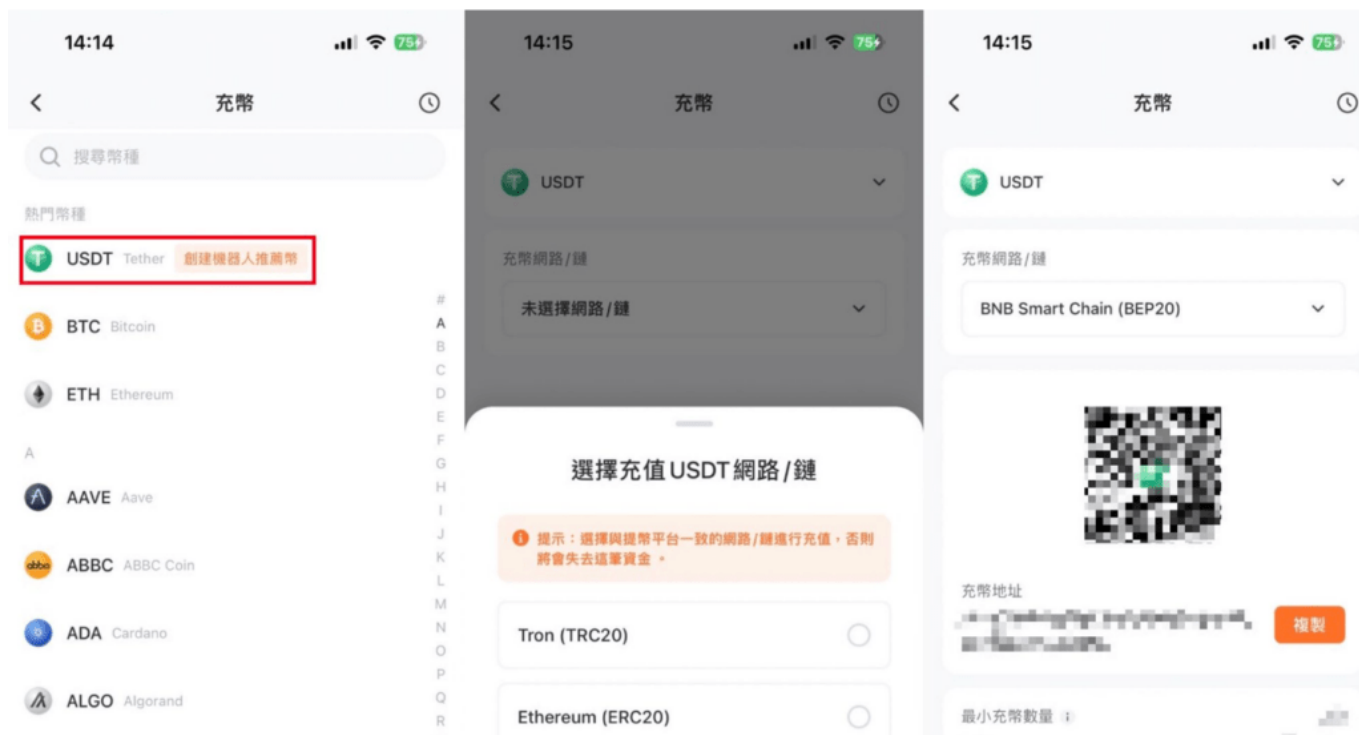 14:14
75
充幣
搜尋幣種
熱門幣種
USDT Tether 創建機器人推薦幣
BTC Bitcoin
ETH Ethereum
A
AAVE Aave
abbc
ABBC ABBC Coin
ADA Cardano
ALGO Algorand
#
A
B
C
D
E
F
G
H
I
J
K
L
M
N
O
P
Q
R
14:15
75
充幣
USDT
充幣網路/鏈
未選擇網路/鏈
選擇充值USDT網路/鏈
提示:選擇與提幣平台一致的網路/鏈進行充值,否則
將會失去這筆資金。
Tron (TRC20)
Ethereum (ERC20)
14:15
75
充幣
USDT
充幣網路/鏈
BNB Smart Chain (BEP20)
充幣地址
複製
最小充幣數量